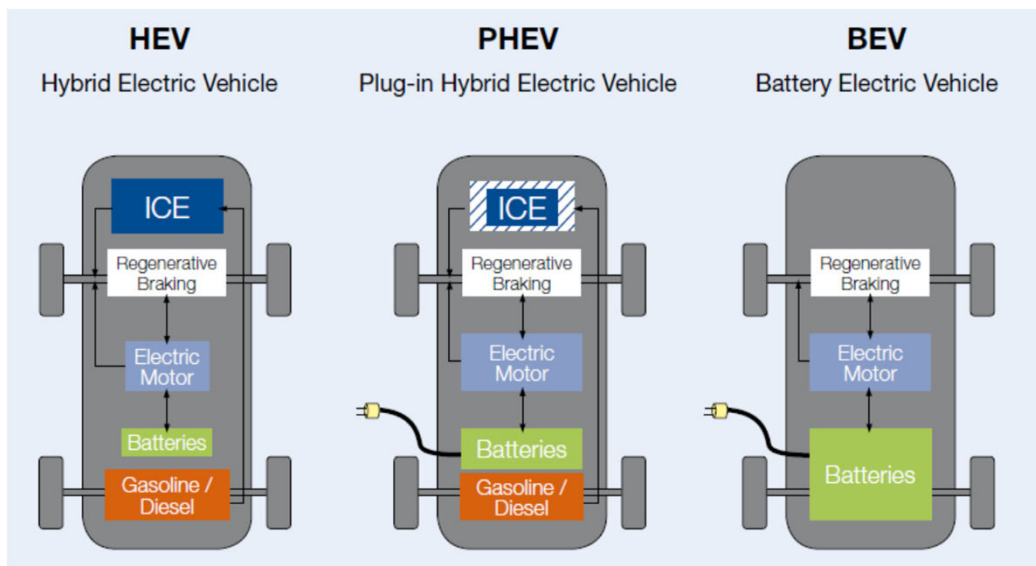 HEV
Hybrid Electric Vehicle
ICE
Regenerative
Braking
Electric
Motor
Batteries
Gasoline /
Diesel
PHEV
Plug-in Hybrid Electric Vehicle
ICE
Regenerative
Braking
Electric
Motor
Batteries
Gasoline /
Diesel
BEV
Battery Electric Vehicle
Regenerative
Braking
Electric
Motor
Batteries